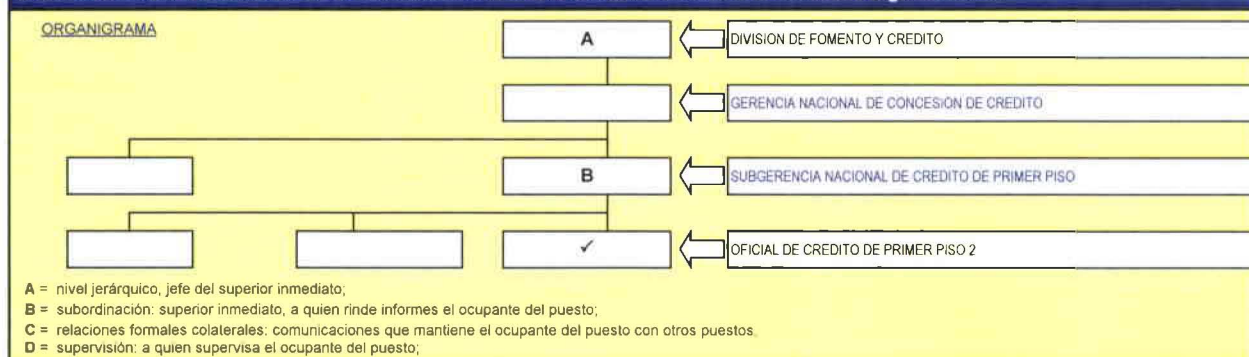 ORGANIGRAMA
A DIVISION DE FOMENTO Y CREDITO
GERENCIA NACIONAL DE CONCESION DE CREDITO
B SUBGERENCIA NACIONAL DE CREDITO DE PRIMER PISO
✓ OFICIAL DE CREDITO DE PRIMER PISO 2
A = nivel jerárquico, jefe del superior inmediato;
B = subordinación: superior inmediato, a quien rinde informes el ocupante del puesto;
C = relaciones formales colaterales: comunicaciones que mantiene el ocupante del puesto con otros puestos.
D = supervisión: a quien supervisa el ocupante del puesto;